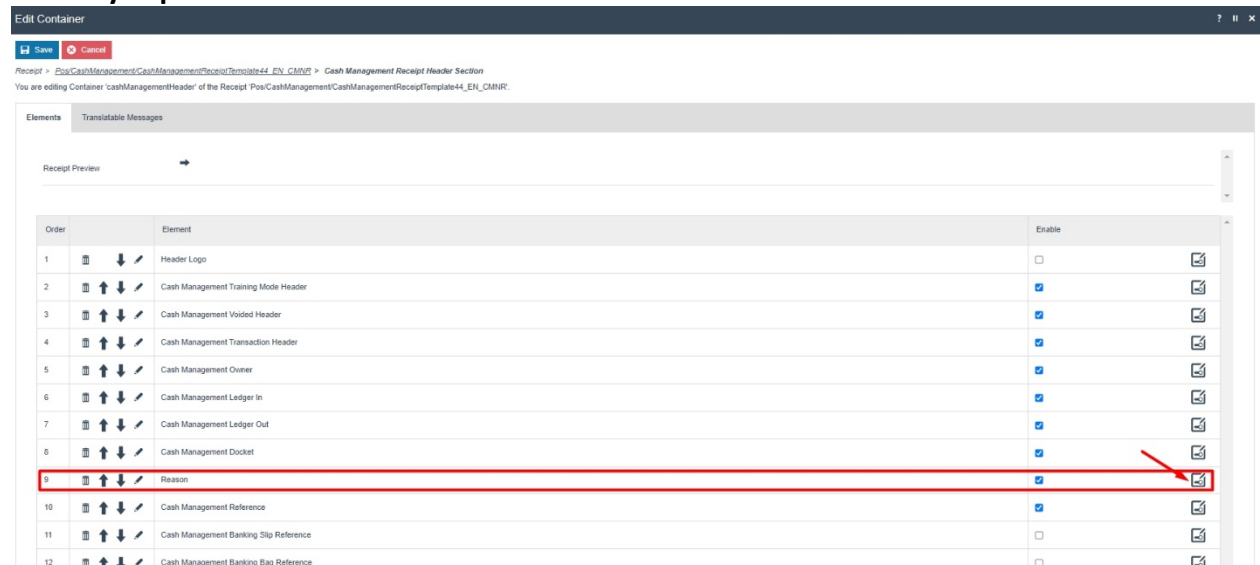 Edit Container ? II ×
Save Cancel
Receipt > Pos/CashManagement/CashManagementReceiptTemplate44_EN_CMNR > Cash Management Receipt Header Section
You are editing Container 'cashManagementHeader' of the Receipt 'Pos/CashManagement/CashManagementReceiptTemplate44_EN_CMNR'.
Elements Translatable Messages
Receipt Preview
Order Element Enable
1 Header Logo
2 Cash Management Training Mode Header
3 Cash Management Voided Header
4 Cash Management Transaction Header
5 Cash Management Owner
6 Cash Management Ledger In
7 Cash Management Ledger Out
8 Cash Management Docket
9 Reason
10 Cash Management Reference
11 Cash Management Banking Slip Reference
12 Cash Management Banking Bag Reference